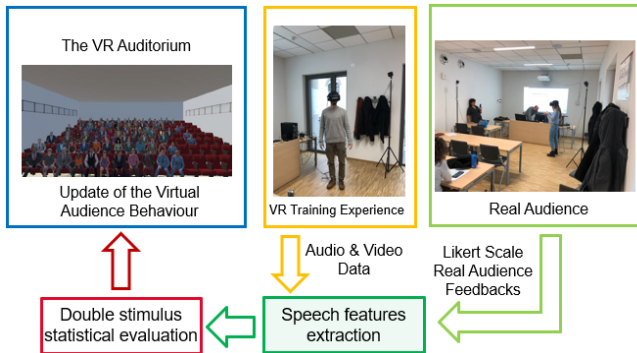 The VR Auditorium
Update of the Virtual
Audience Behaviour
VR Training Experience
Real Audience
Audio & Video
Data
Likert Scale
Real Audience
Feedbacks
Double stimulus
statistical evaluation
Speech features
extraction